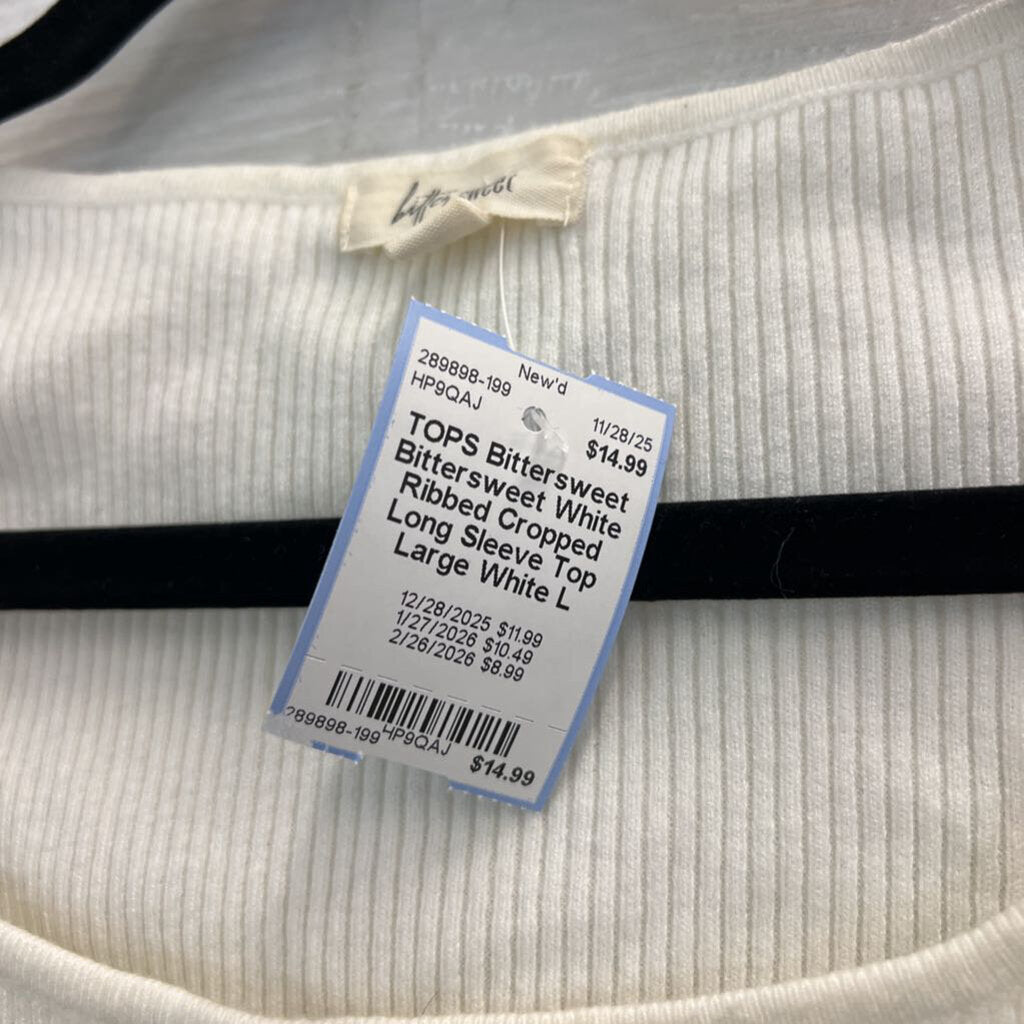 bittersweet
289898-199
New'd
HP9QAJ
11/28/25
$14.99
TOPS Bittersweet
Bittersweet White
Ribbed Cropped
Long Sleeve Top
Large White L
12/28/2025 $11.99
1/27/2026 $10.49
2/26/2026 $8.99
289898-199
HP9QAJ
$14.99